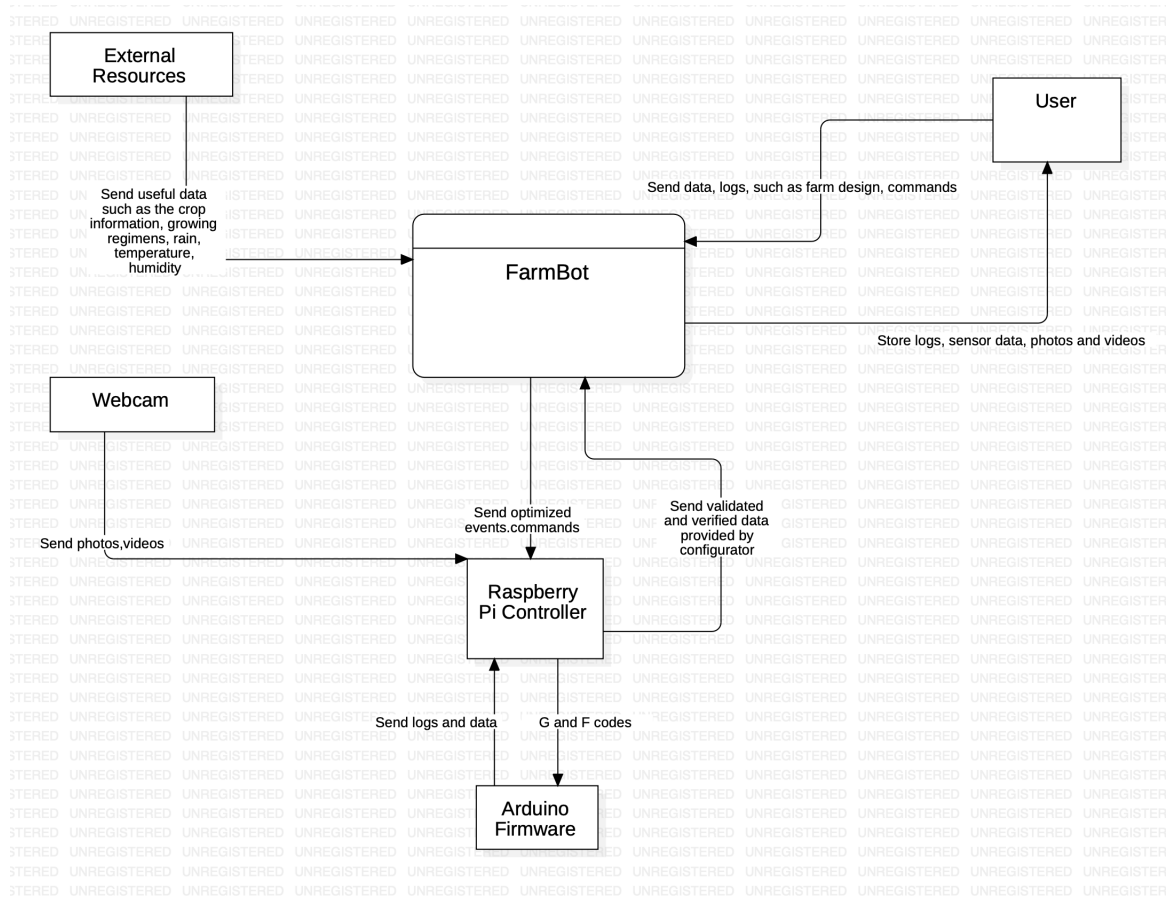 External
Resources
User
Send useful data
such as the crop
information, growing
regimens, rain,
temperature,
humidity
Send data, logs, such as farm design, commands
FarmBot
Store logs, sensor data, photos and videos
Webcam
Send photos,videos
Send optimized
events.commands
Send validated
and verified data
provided by
configurator
Raspberry
Pi Controller
Send logs and data
G and F codes
Arduino
Firmware
UNREGISTERED